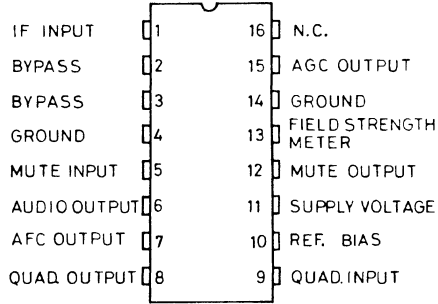 IF INPUT 1 16 N.C.
BYPASS 2 15 AGC OUTPUT
BYPASS 3 14 GROUND
GROUND 4 13 FIELD STRENGTH METER
MUTE INPUT 5 12 MUTE OUTPUT
AUDIO OUTPUT 6 11 SUPPLY VOLTAGE
AFC OUTPUT 7 10 REF. BIAS
QUAD. OUTPUT 8 9 QUAD. INPUT